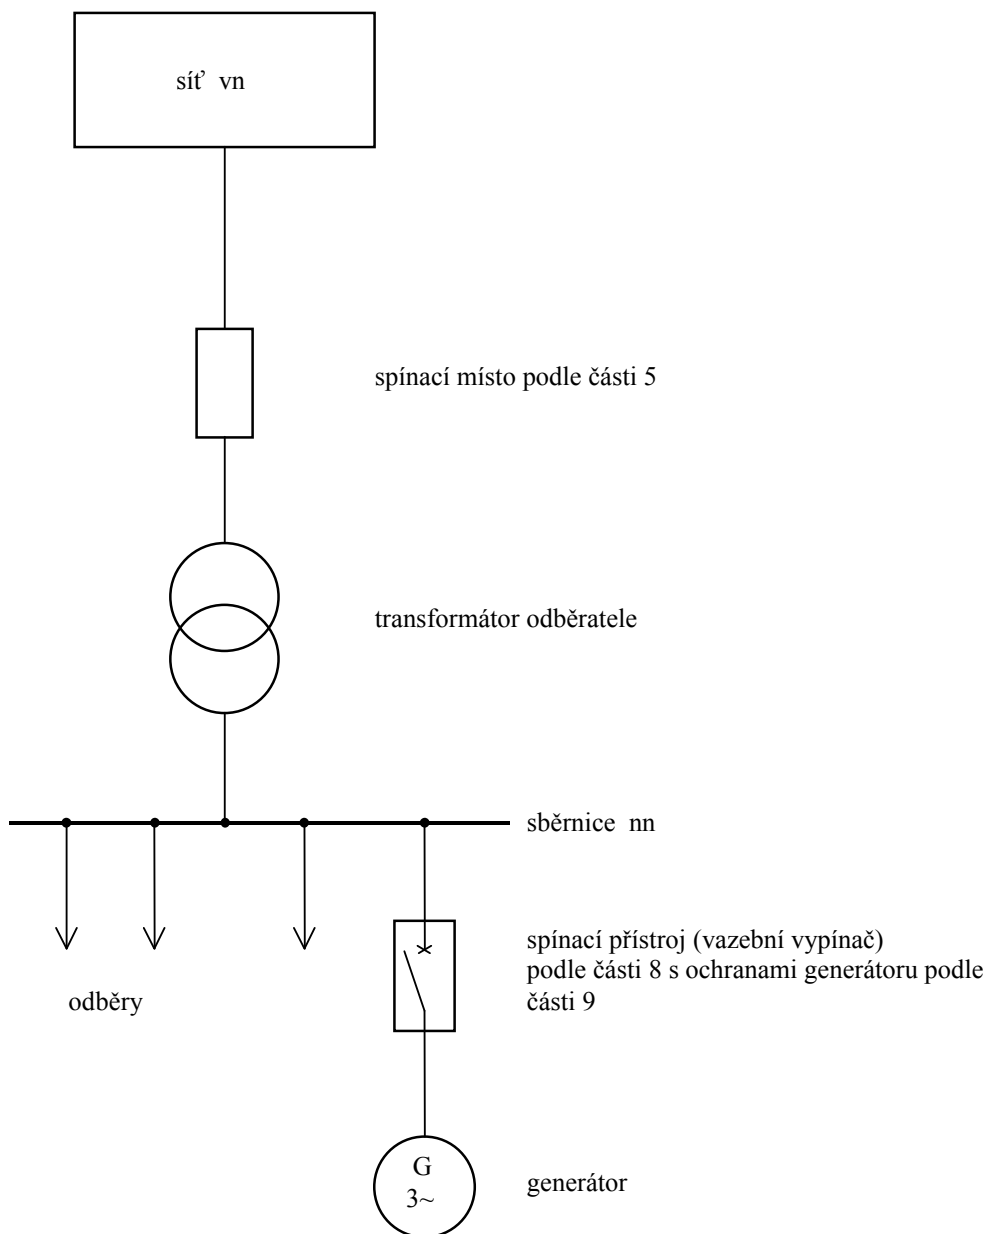 síť vn
spínací místo podle části 5
transformátor odběratele
sběrnice nn
spínací přístroj (vazební vypínač)
podle části 8 s ochranami generátoru podle
části 9
odběry
G
3~
generátor